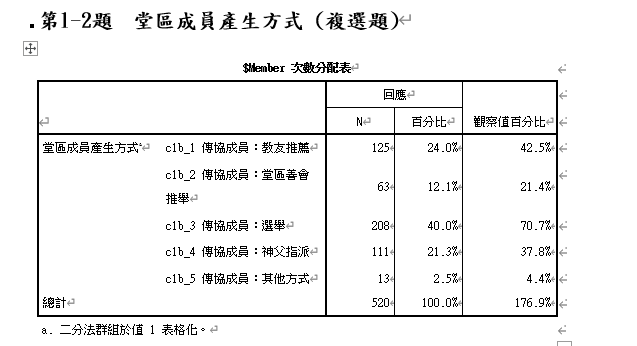 .第1-2題 堂區成員產生方式（複選題）
$Member 次數分配表
回應
N 百分比 觀察值百分比
堂區成員產生方式a c1b_1 傳協成員：教友推薦 125 24.0% 42.5%
c1b_2 傳協成員：堂區善會
推舉 63 12.1% 21.4%
c1b_3 傳協成員：選舉 208 40.0% 70.7%
c1b_4 傳協成員：神父指派 111 21.3% 37.8%
c1b_5 傳協成員：其他方式 13 2.5% 4.4%
總計 520 100.0% 176.9%
a. 二分法群組於值 1 表格化。